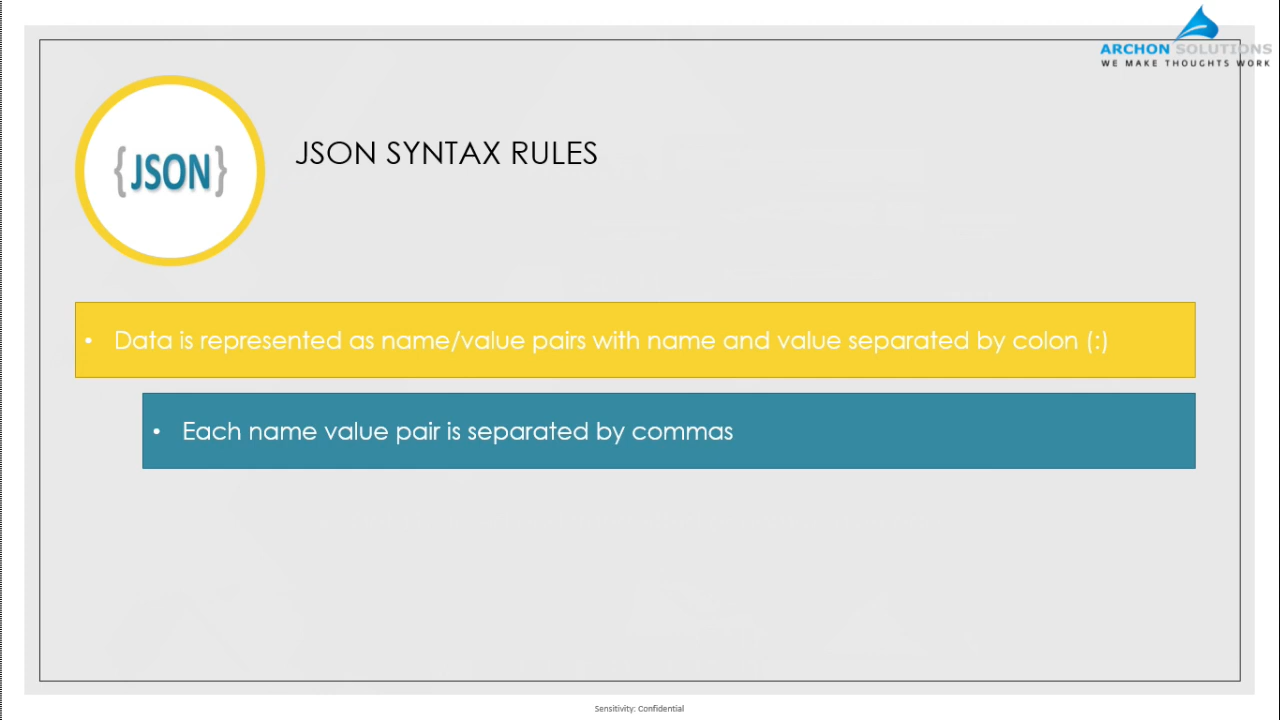 ARCHON SOLUTIONS
WE MAKE THOUGHTS WORK
{JSON}
JSON SYNTAX RULES
• Data is represented as name/value pairs with name and value separated by colon (:)
• Each name value pair is separated by commas
Sensitivity: Confidential